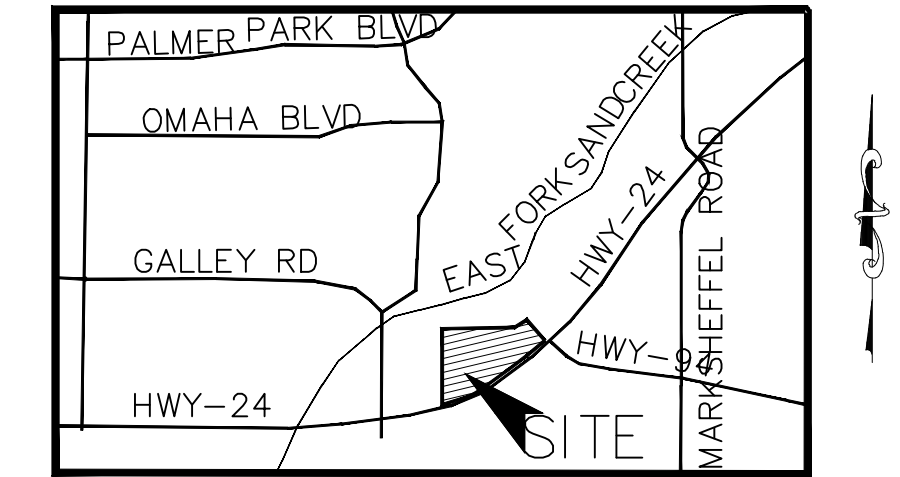 PALMER PARK BLVD
OMAHA BLVD
EAST FORK SAND CREEK
HWY-24
MARKSHEFFEL ROAD
GALLEY RD
HWY-94
HWY-24
SITE